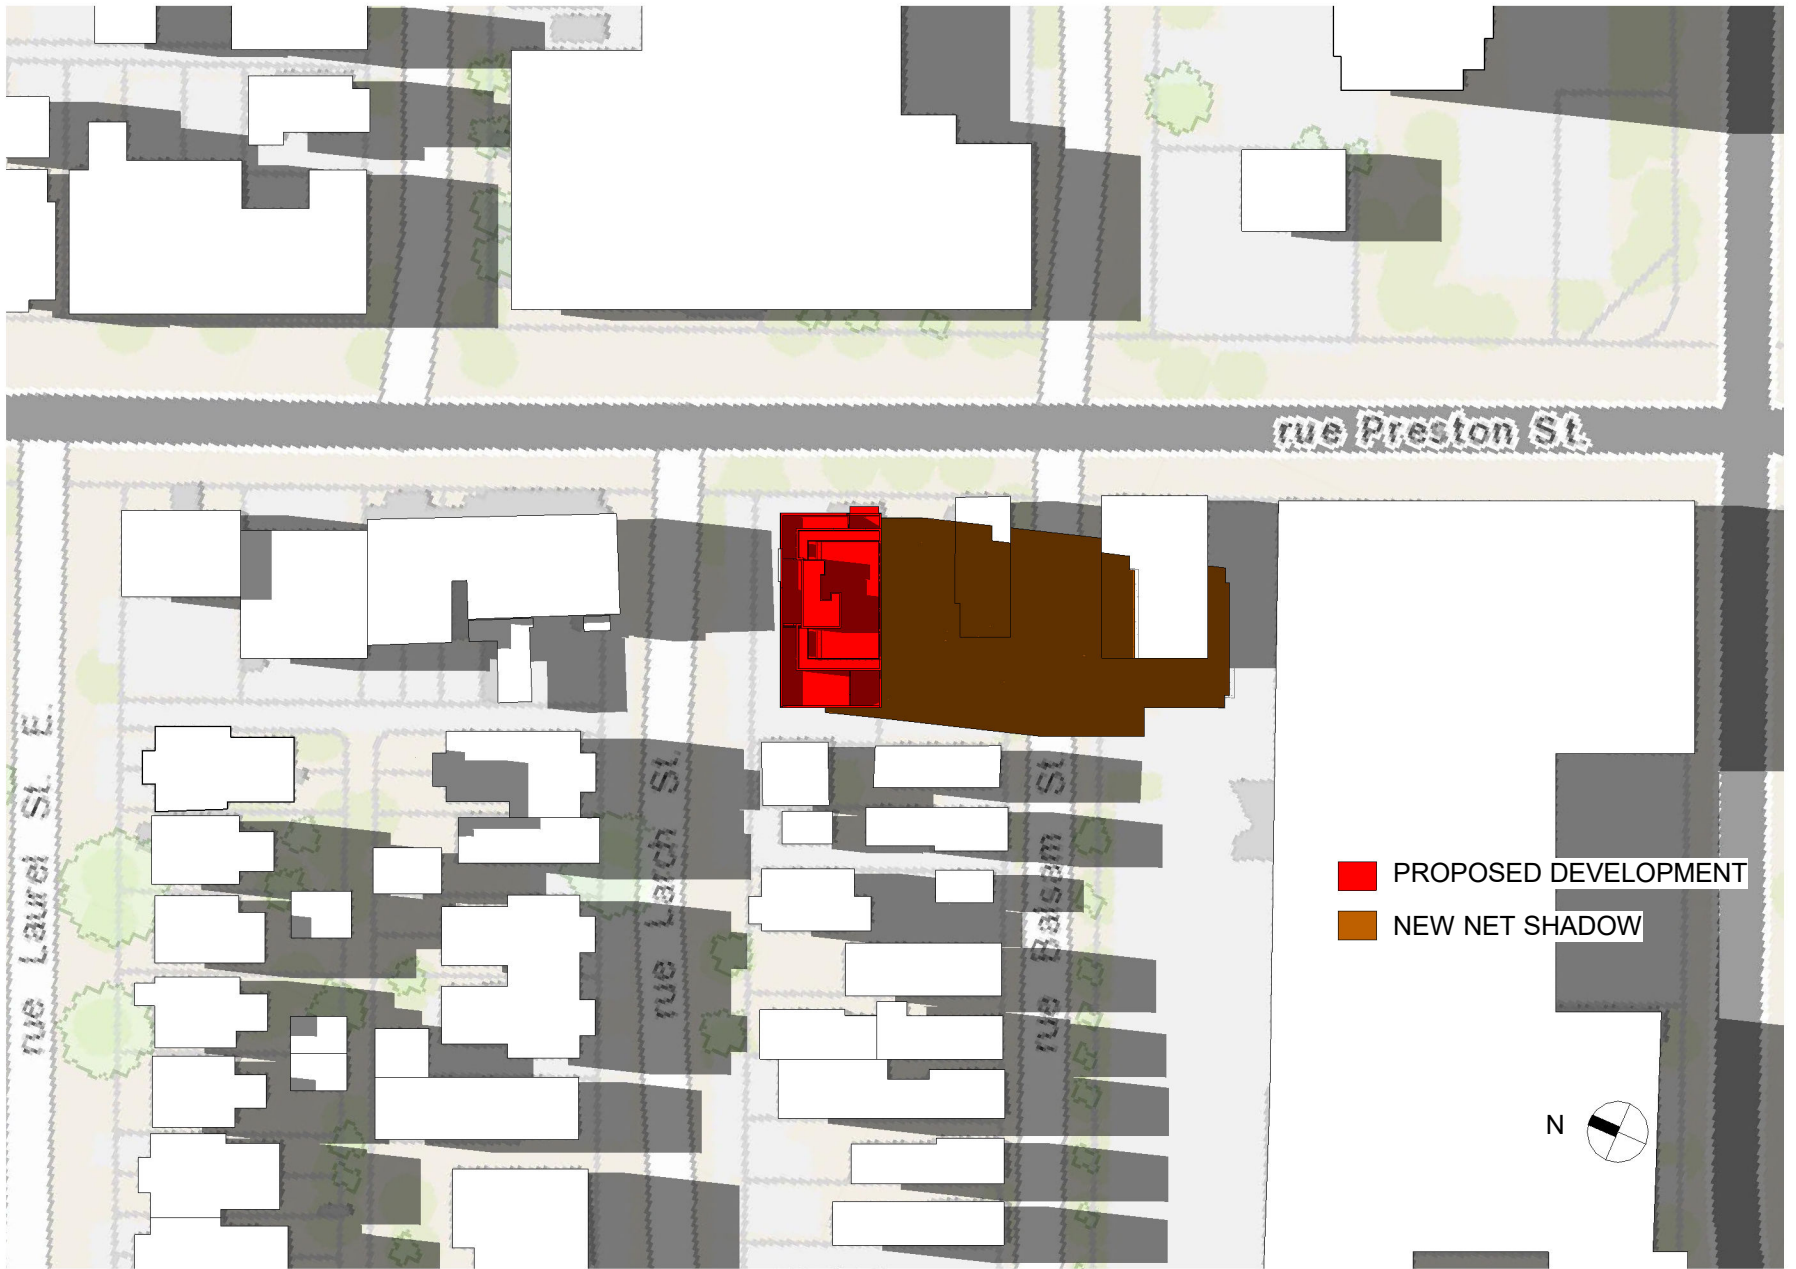 rue Preston St.
rue Laurel St. E.
rue Larch St.
rue Balsam St
PROPOSED DEVELOPMENT
NEW NET SHADOW
N